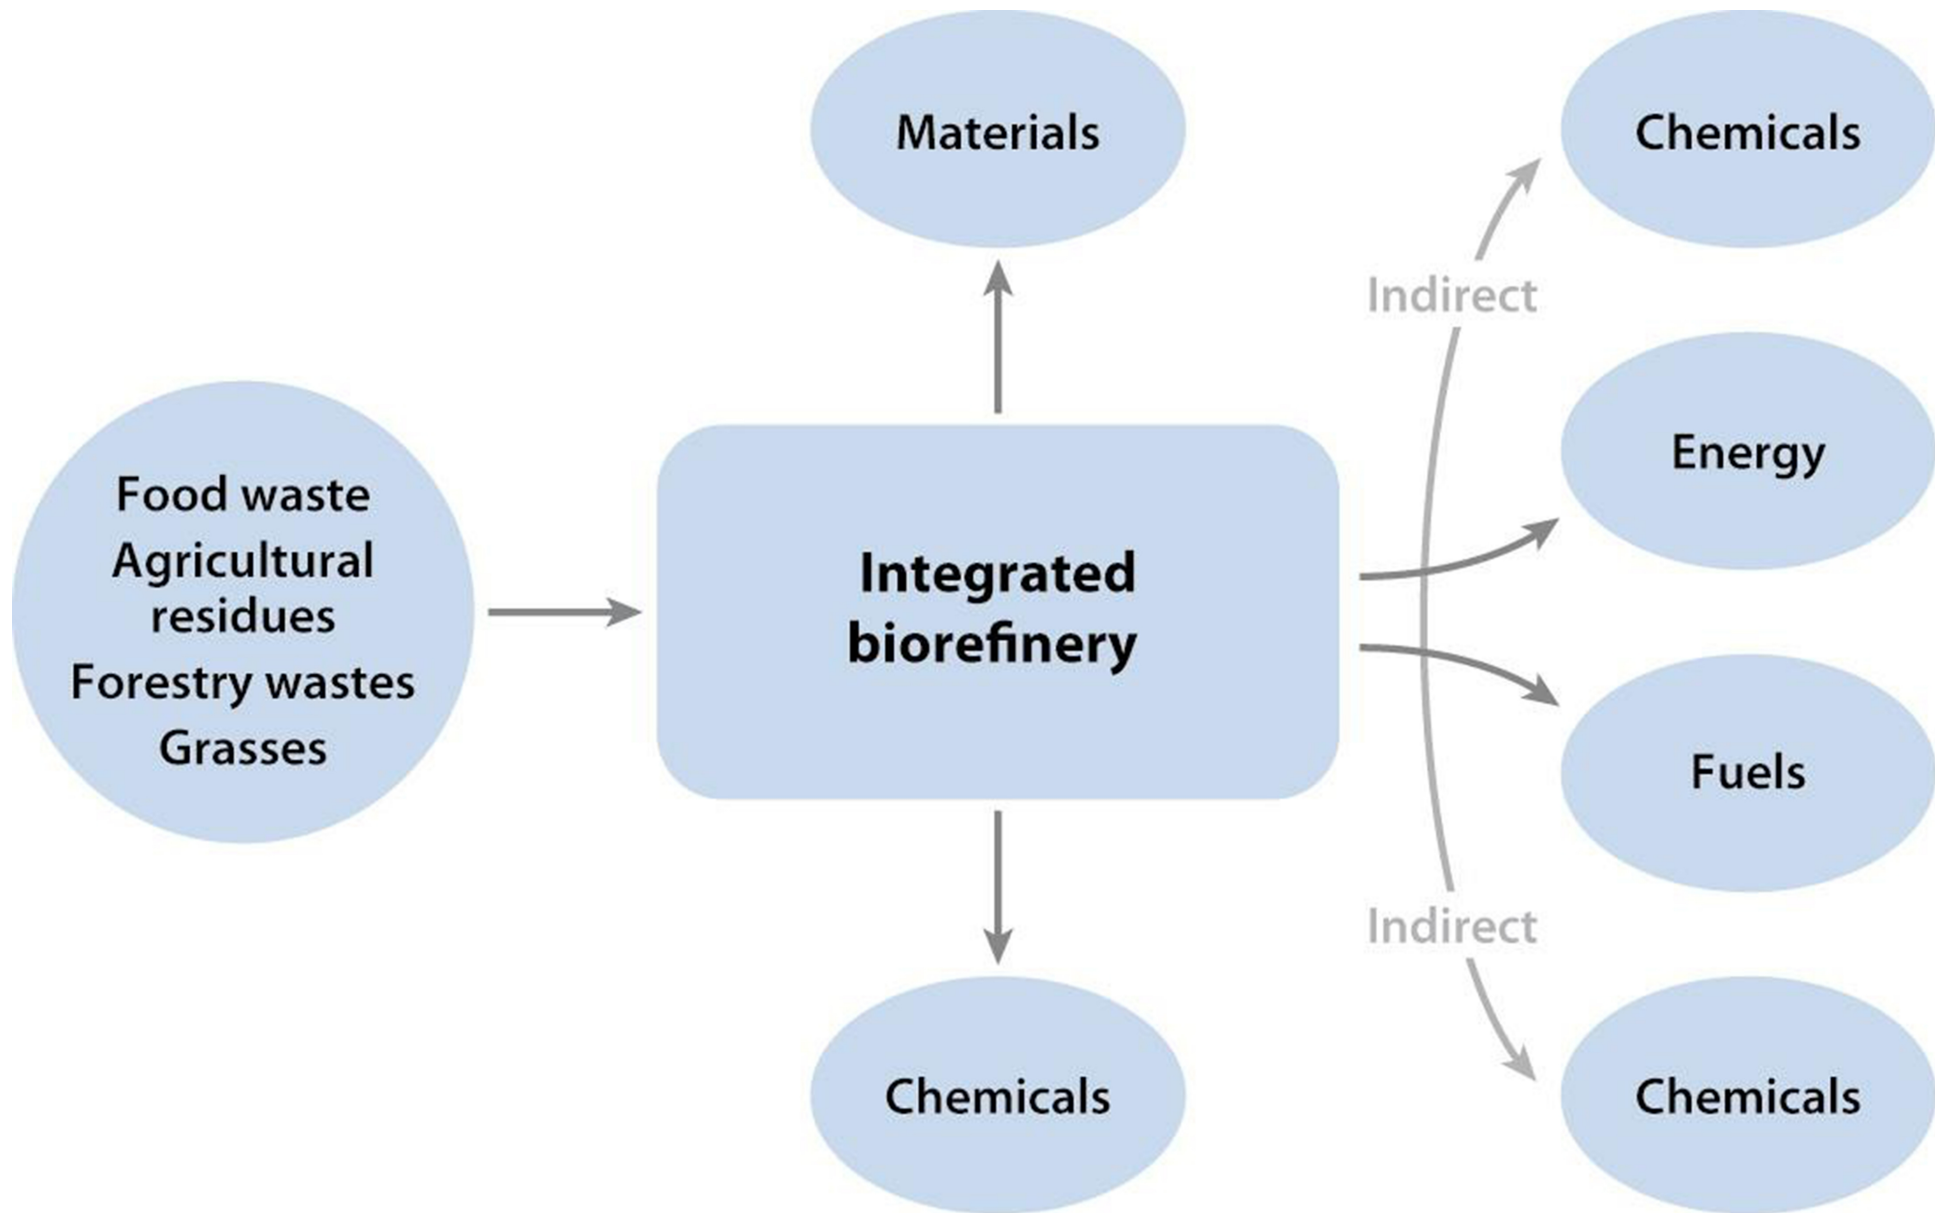 Materials
Chemicals
Indirect
Energy
Food waste
Agricultural
residues
Forestry wastes
Grasses
Integrated
biorefinery
Fuels
Indirect
Chemicals
Chemicals